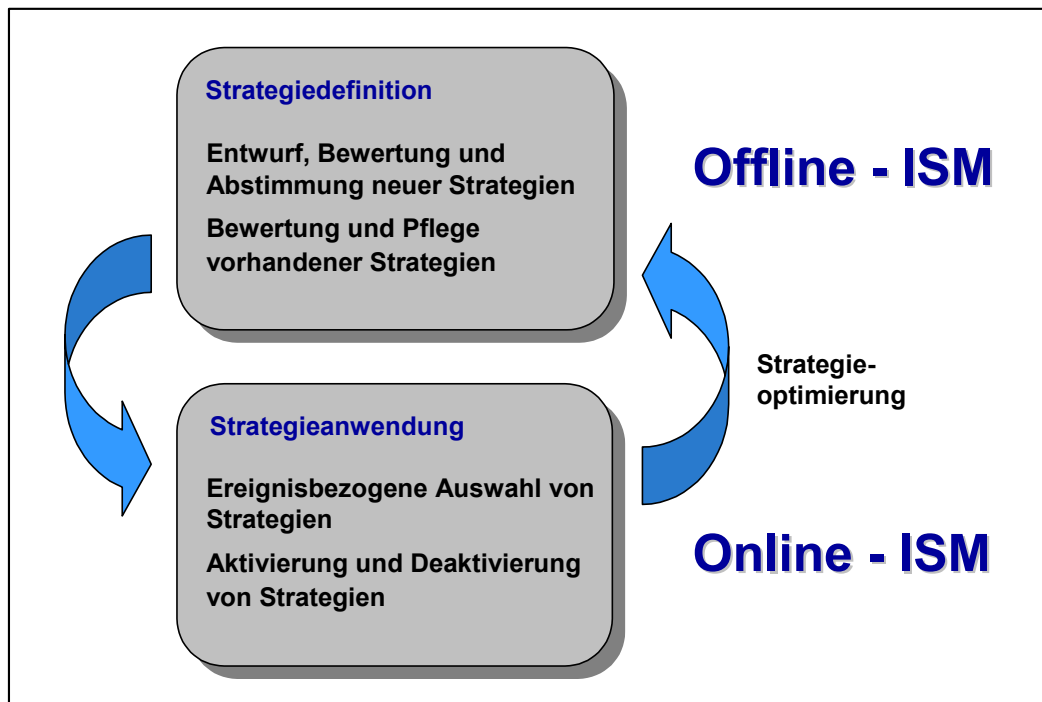 Strategiedefinition
Entwurf, Bewertung und
Abstimmung neuer Strategien
Bewertung und Pflege
vorhandener Strategien
Offline - ISM
Strategie-
optimierung
Strategieanwendung
Ereignisbezogene Auswahl von
Strategien
Aktivierung und Deaktivierung
von Strategien
Online - ISM